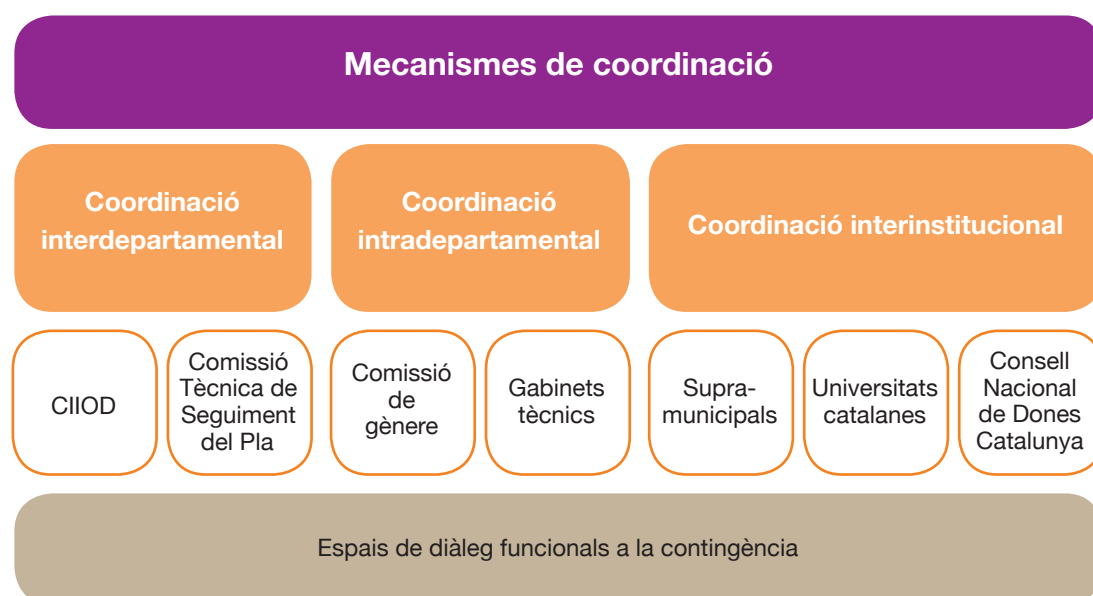 Mecanismes de coordinació
Coordinació
interdepartamental
Coordinació
intradepartamental
Coordinació interinstitucional
CIIOD
Comissió
Tècnica de
Seguiment
del Pla
Comissió
de
gènere
Gabinets
tècnics
Supra-
municipals
Universitats
catalanes
Consell
Nacional
de Dones
Catalunya
Espais de diàleg funcionals a la contingència